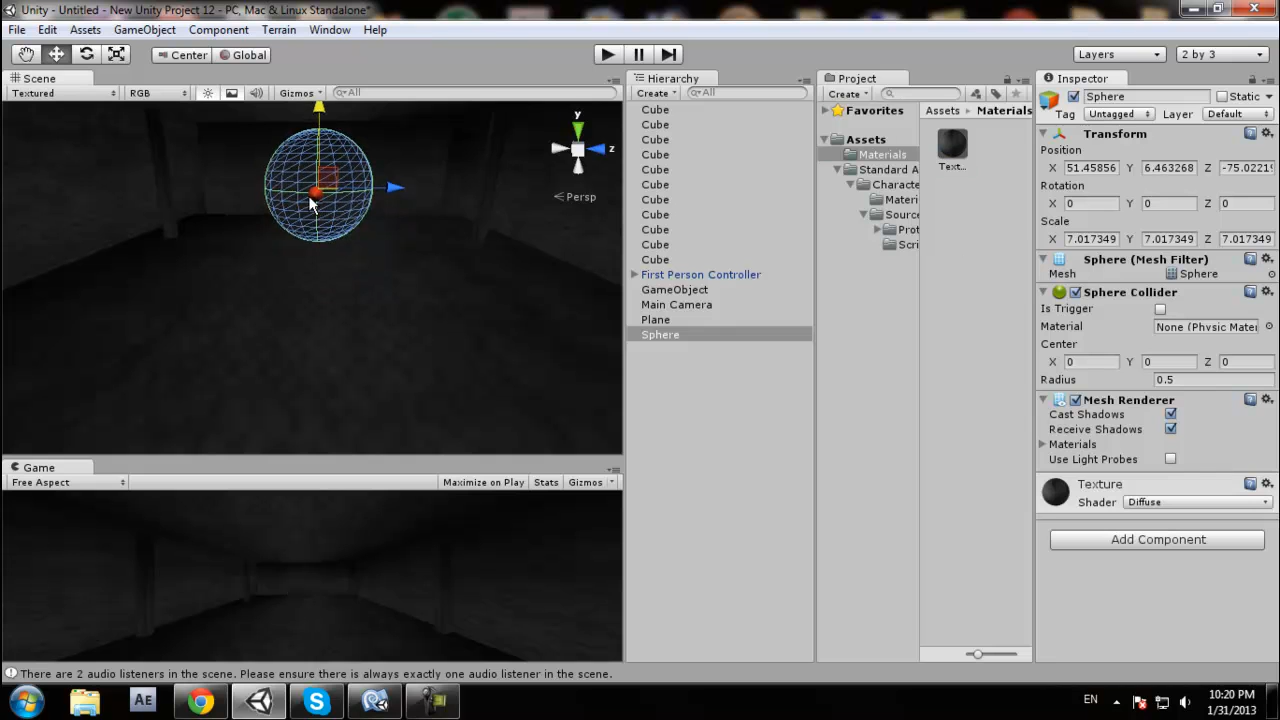 Unity - Untitled - New Unity Project 12 - PC, Mac & Linux Standalone*
File Edit Assets GameObject Component Terrain Window Help
Center Global
Layers
2 by 3
Scene
Textured RGB Gizmos All
y
z
Persp
Game
Free Aspect Maximize on Play Stats Gizmos
Hierarchy
Create All
Cube
Cube
Cube
Cube
Cube
Cube
Cube
Cube
Cube
Cube
Cube
First Person Controller
GameObject
Main Camera
Plane
Sphere
Project
Create
Favorites
Assets
Materials
Standard A
Characte
Materi
Source
Prot
Scri
Assets Materials
Text...
Inspector
Sphere Static
Tag Untagged Layer Default
Transform
Position
X 51.45856 Y 6.463268 Z -75.02219
Rotation
X 0 Y 0 Z 0
Scale
X 7.017349 Y 7.017349 Z 7.017349
Sphere (Mesh Filter)
Mesh Sphere
Sphere Collider
Is Trigger
Material None (Physic Mater
Center
X 0 Y 0 Z 0
Radius 0.5
Mesh Renderer
Cast Shadows
Receive Shadows
Materials
Use Light Probes
Texture
Shader Diffuse
Add Component
There are 2 audio listeners in the scene. Please ensure there is always exactly one audio listener in the scene.
AE
EN
10:20 PM
1/31/2013